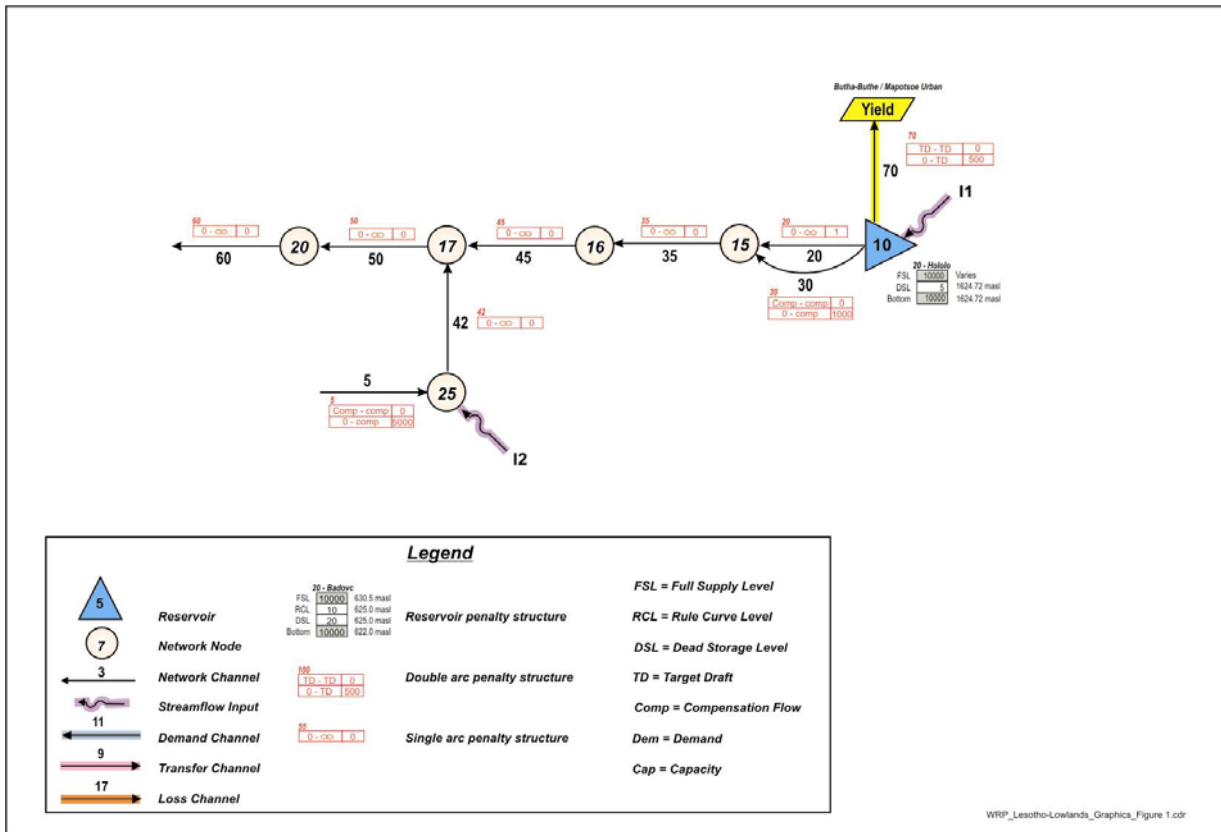 Butha-Buthe / Mapotsoe Urban
Yield
70
TD - TD 0
0 - TD 500
70
I1
60
0 - ∞ 0
50
0 - ∞ 0
45
0 - ∞ 0
35
0 - ∞ 0
20
0 - ∞ 1
20
17
16
15
10
60
50
45
35
20
30
30
Comp - comp 0
0 - comp 1000
20 - Hololo
FSL 10000 Varies
DSL 5 1624.72 masl
Bottom 10000 1624.72 masl
42
42
0 - ∞ 0
5
25
5
Comp - comp 0
0 - comp 5000
I2
Legend
5
Reservoir
7
Network Node
3
Network Channel
Streamflow Input
11
Demand Channel
9
Transfer Channel
17
Loss Channel
20 - Badovc
FSL 10000 630.5 masl
RCL 10 625.0 masl
DSL 20 625.0 masl
Bottom 10000 622.0 masl
Reservoir penalty structure
100
TD - TD 0
0 - TD 500
Double arc penalty structure
55
0 - ∞ 0
Single arc penalty structure
FSL = Full Supply Level
RCL = Rule Curve Level
DSL = Dead Storage Level
TD = Target Draft
Comp = Compensation Flow
Dem = Demand
Cap = Capacity
WRP_Lesotho-Lowlands_Graphics_Figure 1.cdr